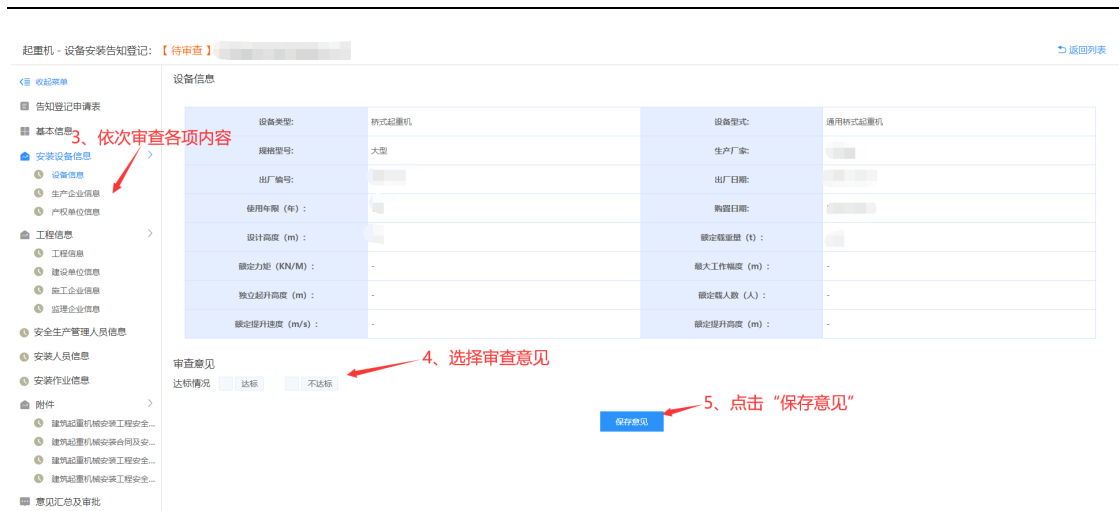 起重机 - 设备安装告知登记: 【 待审查 】
返回列表
收起菜单
告知登记申请表
基本信息
3、依次审查各项内容
安装设备信息
设备信息
生产企业信息
产权单位信息
工程信息
工程信息
建设单位信息
施工企业信息
监理企业信息
安全生产管理人员信息
安装人员信息
安装作业信息
附件
建筑起重机械安装工程安全...
建筑起重机械安装合同及安...
建筑起重机械安装工程安全...
建筑起重机械安装工程安全...
意见汇总及审批
设备信息
设备类型: 桥式起重机 设备型式: 通用桥式起重机
规格型号: 大型 生产厂家:
出厂编号: 出厂日期:
使用年限（年）: 购置日期:
设计高度（m）: 额定载重量（t）:
额定力矩（KN/M）: - 最大工作幅度（m）: -
独立起升高度（m）: - 额定载人数（人）: -
额定提升速度（m/s）: - 额定提升高度（m）: -
审查意见
4、选择审查意见
达标情况 达标 不达标
5、点击“保存意见”
保存意见